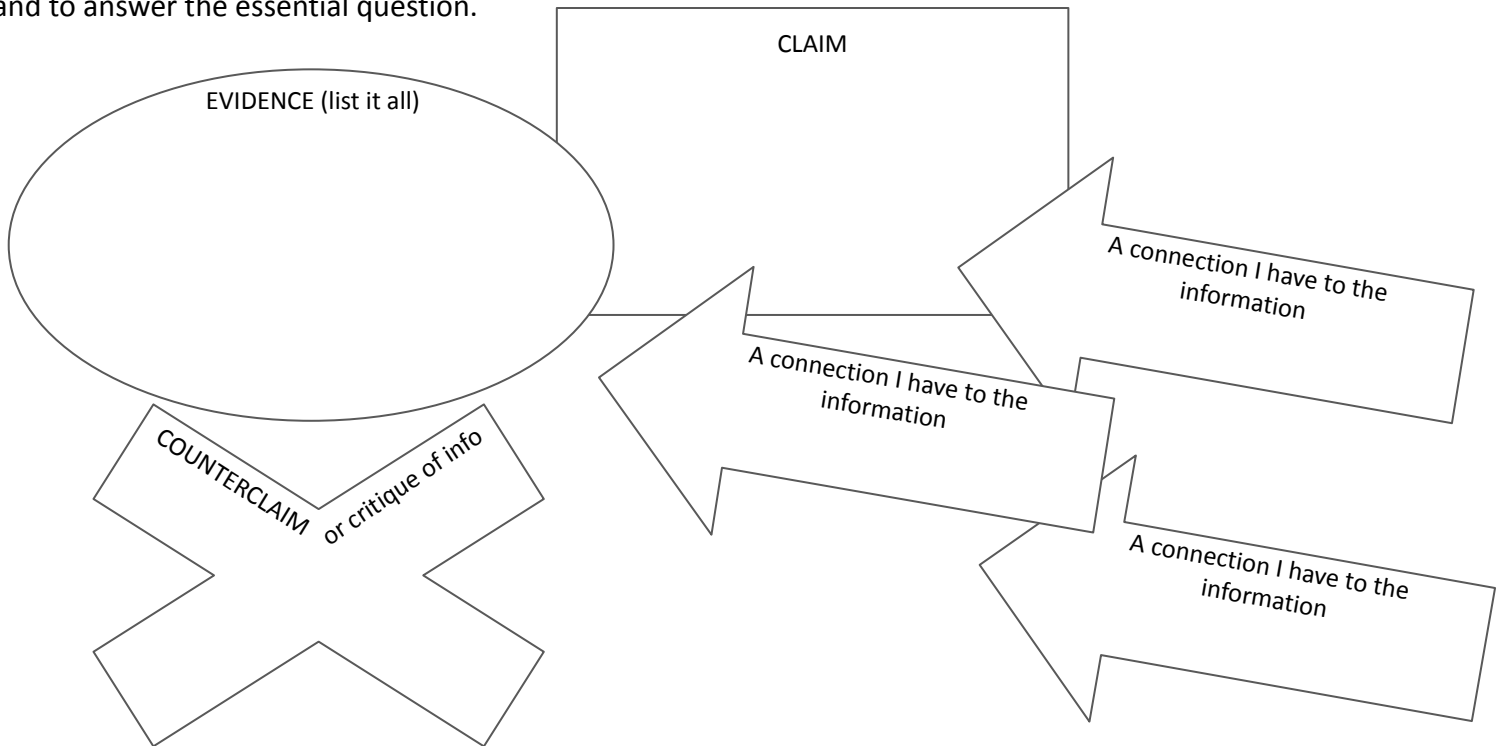 and to answer the essential question.
CLAIM
EVIDENCE (list it all)
A connection I have to the
information
A connection I have to the
information
COUNTERCLAIM or critique of info
A connection I have to the
information